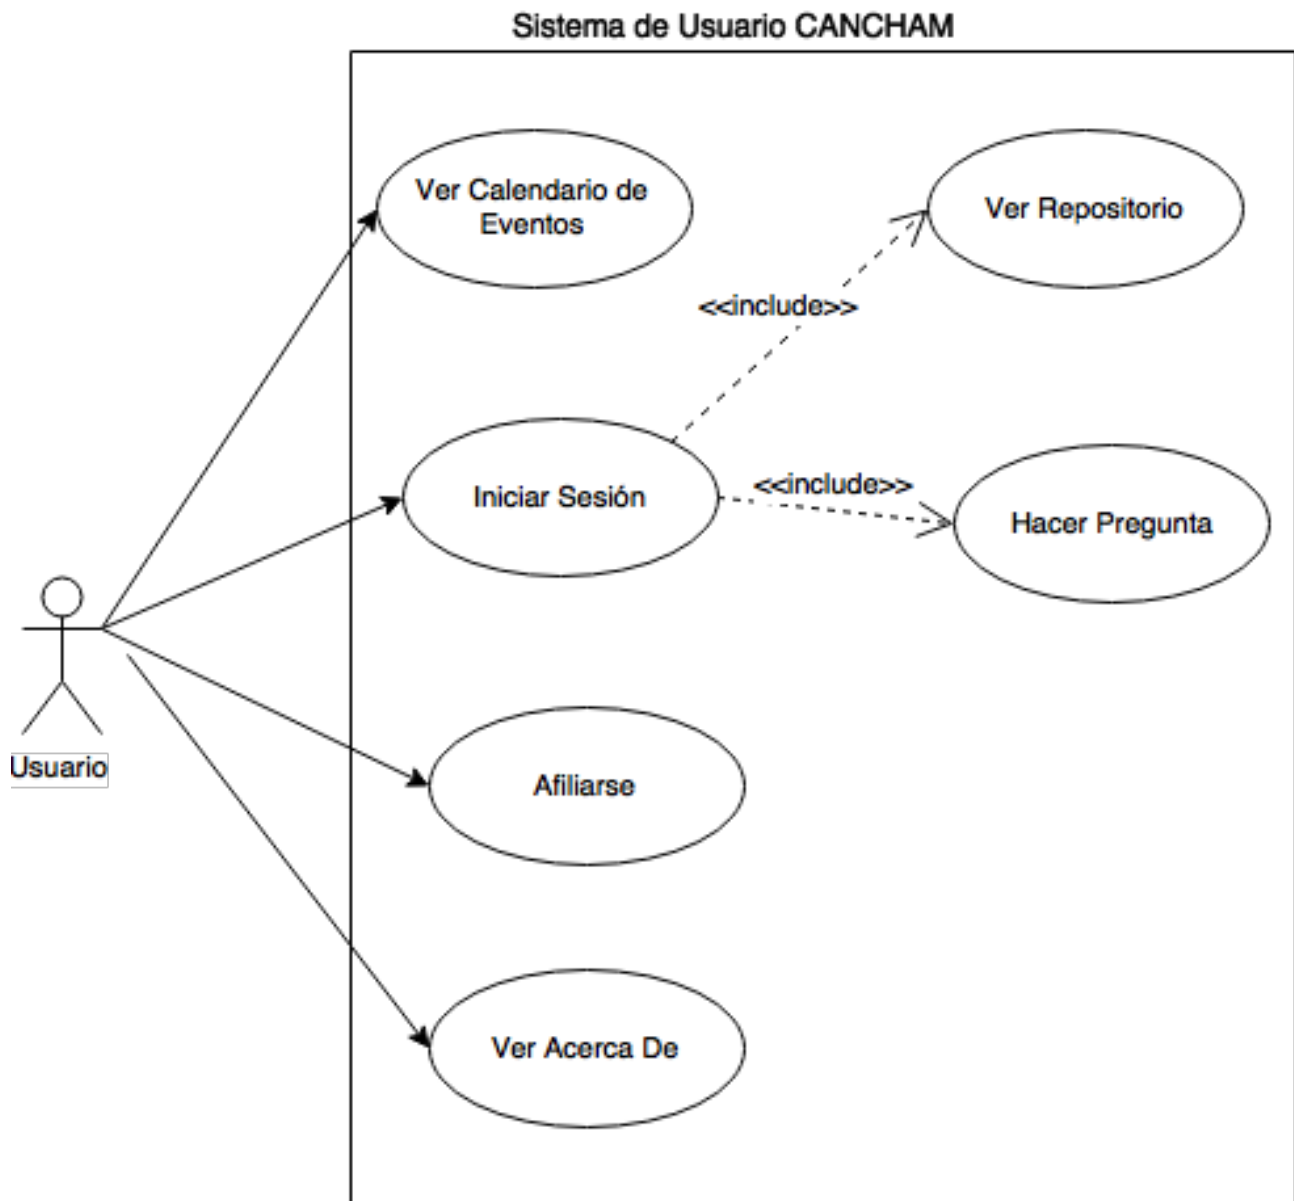 Sistema de Usuario CANCHAM
Ver Calendario de
Eventos
Ver Repositorio
<<include>>
Iniciar Sesión
<<include>>
Hacer Pregunta
Usuario
Afiliarse
Ver Acerca De